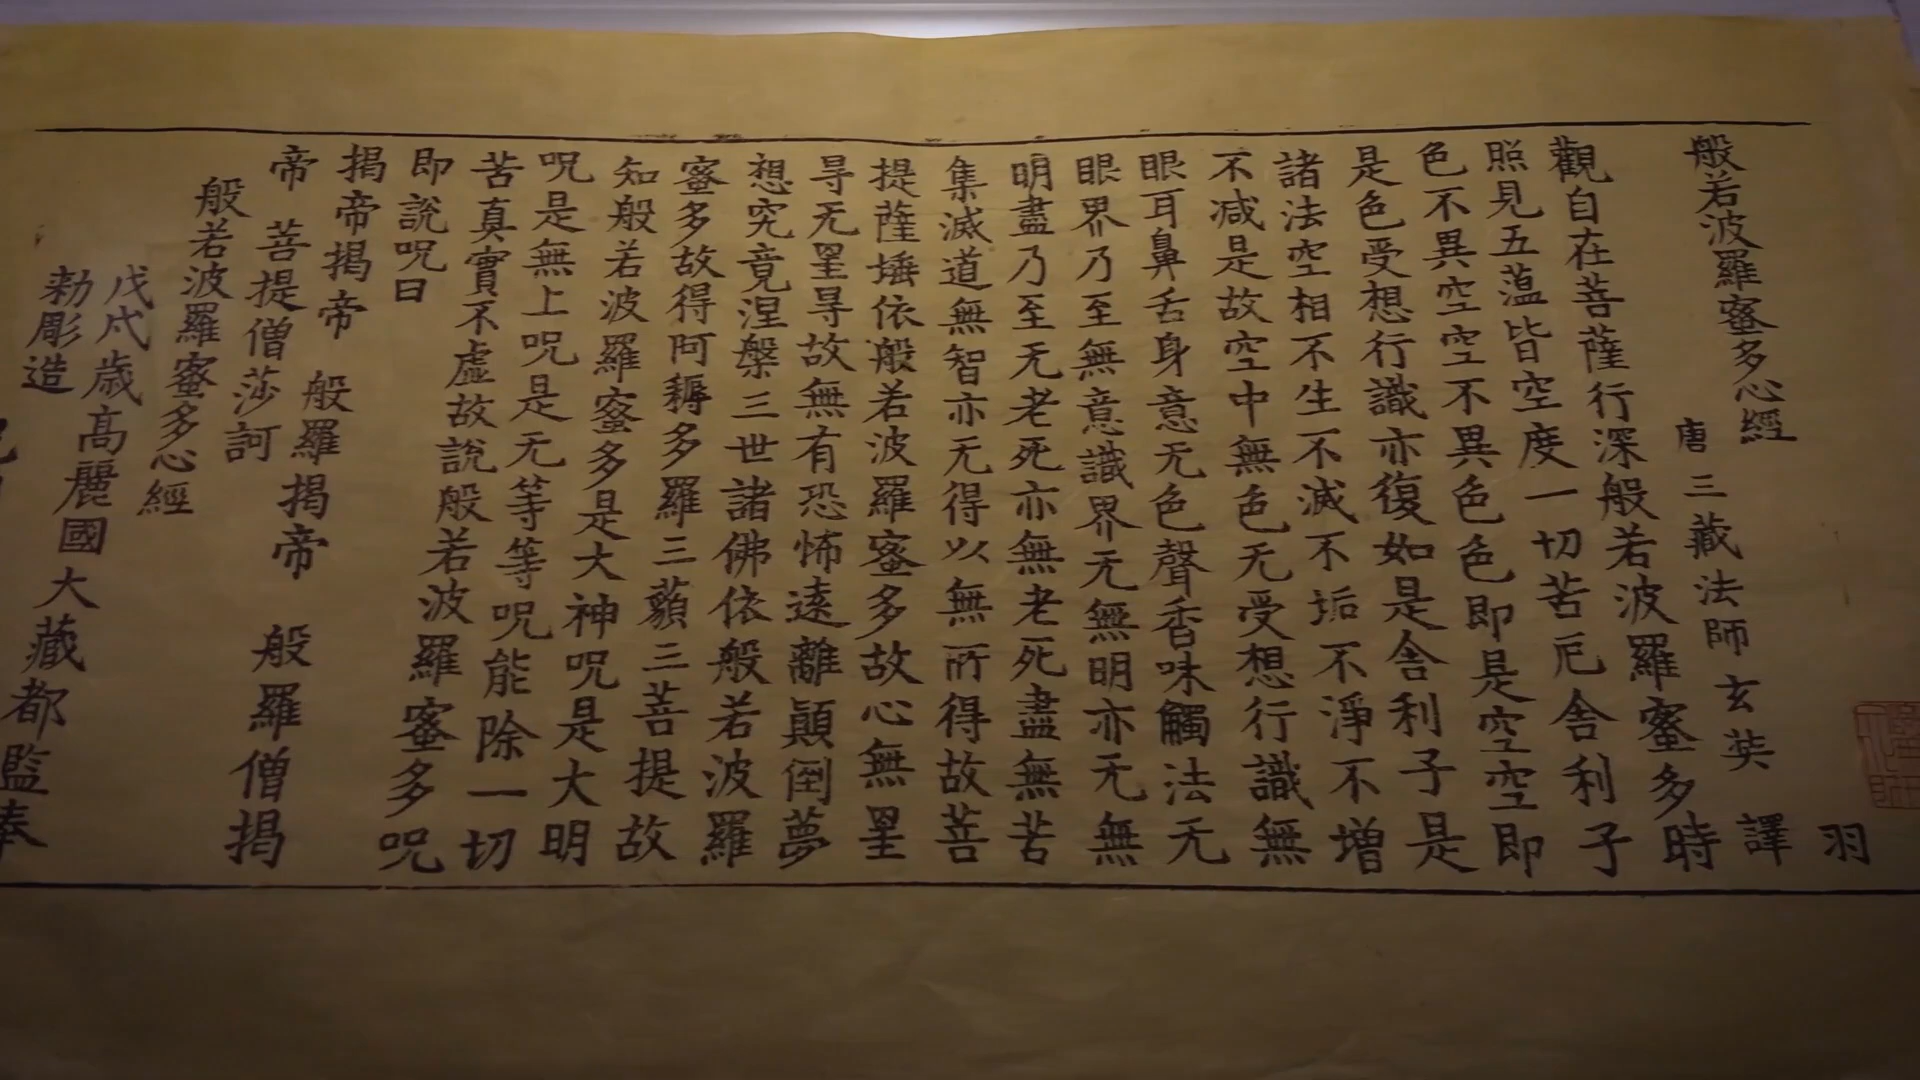 羽
般若波羅蜜多心經
唐三藏法師玄奘譯
觀自在菩薩行深般若波羅蜜多時
照見五藴皆空度一切苦厄舍利子
色不異空空不異色色即是空空即
是色受想行識亦復如是舍利子是
諸法空相不生不滅不垢不淨不增
不減是故空中無色无受想行識無
眼耳鼻舌身意无色聲香味觸法无
眼界乃至無意識界无無明亦无無
明盡乃至无老死亦無老死盡無苦
集滅道無智亦无得以無所得故菩
提薩埵依般若波羅蜜多故心無罣
㝵无罣㝵故無有恐怖遠離顛倒夢
想究竟涅槃三世諸佛依般若波羅
蜜多故得阿耨多羅三藐三菩提故
知般若波羅蜜多是大神呪是大明
呪是無上呪是无等等呪能除一切
苦真實不虛故說般若波羅蜜多呪
即說呪曰
揭帝揭帝 般羅揭帝 般羅僧揭
帝 菩提僧莎訶
般若波羅蜜多心經
戊戌歳高麗國大藏都監奉
勑彫造